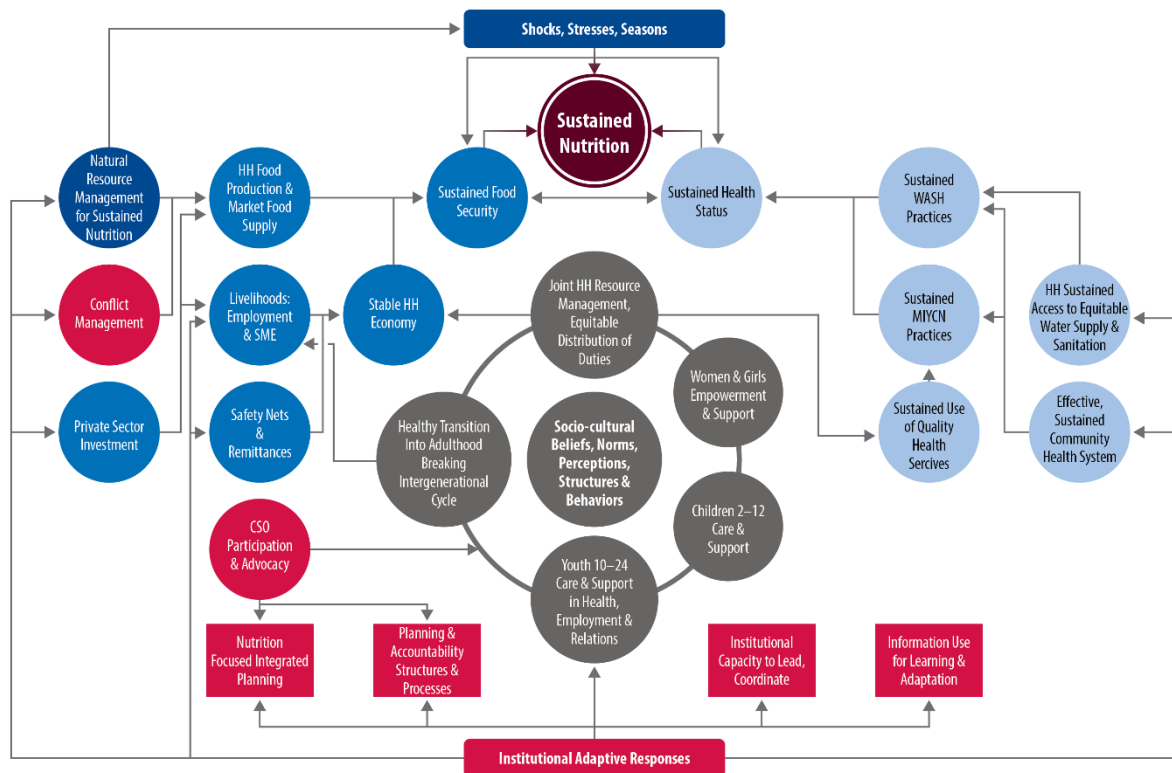 Shocks, Stresses, Seasons
Sustained
Nutrition
Natural
Resource
Management
for Sustained
Nutrition
HH Food
Production &
Market Food
Supply
Sustained Food
Security
Sustained Health
Status
Sustained
WASH
Practices
Conflict
Management
Livelihoods:
Employment
& SME
Stable HH
Economy
Joint HH Resource
Management,
Equitable
Distribution of
Duties
Sustained
MIYCN
Practices
HH Sustained
Access to Equitable
Water Supply &
Sanitation
Women & Girls
Empowerment
& Support
Private Sector
Investment
Safety Nets
&
Remittances
Healthy Transition
Into Adulthood
Breaking
Intergenerational
Cycle
Socio-cultural
Beliefs, Norms,
Perceptions,
Structures &
Behaviors
Sustained Use
of Quality
Health
Sercives
Effective,
Sustained
Community
Health System
Children 2–12
Care &
Support
CSO
Participation
& Advocacy
Youth 10–24
Care & Support
in Health,
Employment &
Relations
Nutrition
Focused Integrated
Planning
Planning &
Accountability
Structures &
Processes
Institutional
Capacity to Lead,
Coordinate
Information Use
for Learning &
Adaptation
Institutional Adaptive Responses